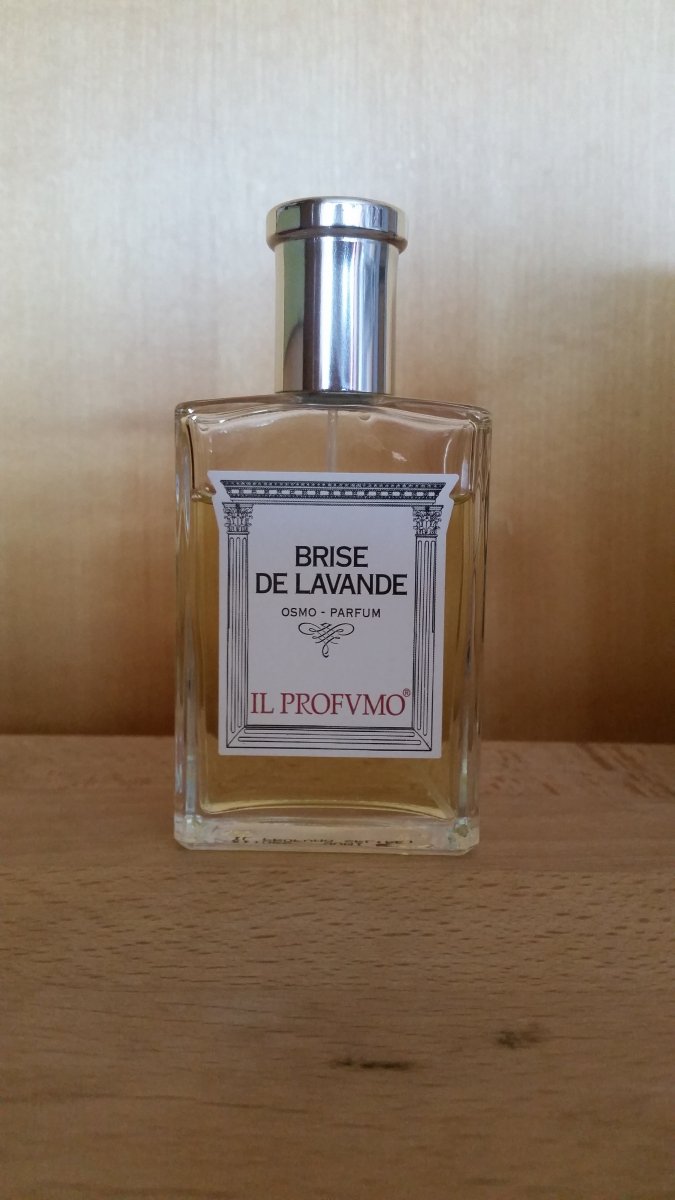 BRISE
DE LAVANDE
OSMO - PARFUM
IL PROFVMO®